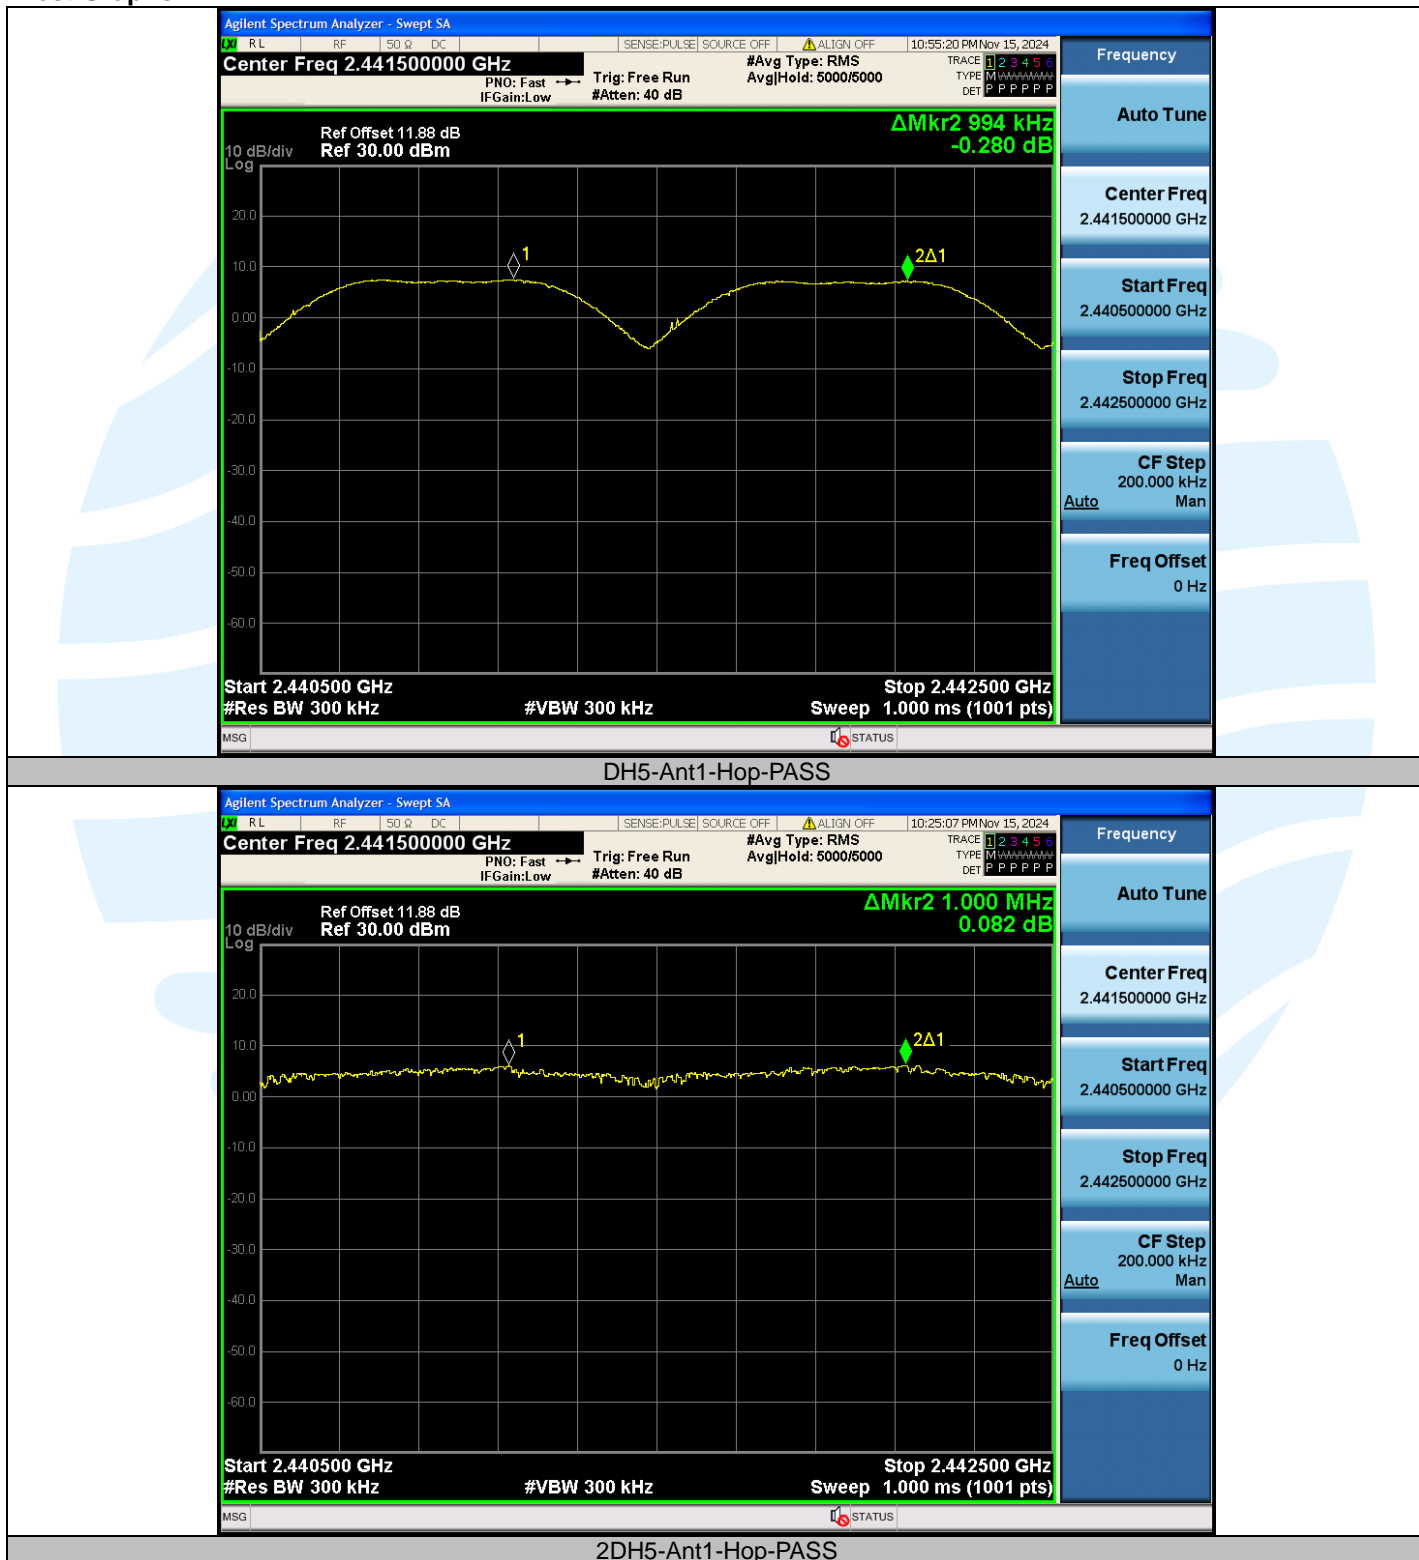 Agilent Spectrum Analyzer - Swept SA
LXI RL RF 50 Ω DC SENSE:PULSE SOURCE OFF ALIGN OFF 10:55:20 PM Nov 15, 2024
Center Freq 2.441500000 GHz #Avg Type: RMS TRACE 1 2 3 4 5 6
PNO: Fast Trig: Free Run Avg|Hold: 5000/5000 TYPE M
IFGain:Low #Atten: 40 dB DET P P P P P P
ΔMkr2 994 kHz
Ref Offset 11.88 dB
10 dB/div Ref 30.00 dBm -0.280 dB
Log
20.0
10.0
0.00
-10.0
-20.0
-30.0
-40.0
-50.0
-60.0
1
2Δ1
Start 2.440500 GHz Stop 2.442500 GHz
#Res BW 300 kHz #VBW 300 kHz Sweep 1.000 ms (1001 pts)
MSG STATUS
Frequency
Auto Tune
Center Freq
2.441500000 GHz
Start Freq
2.440500000 GHz
Stop Freq
2.442500000 GHz
CF Step
200.000 kHz
Auto Man
Freq Offset
0 Hz
DH5-Ant1-Hop-PASS
Agilent Spectrum Analyzer - Swept SA
LXI RL RF 50 Ω DC SENSE:PULSE SOURCE OFF ALIGN OFF 10:25:07 PM Nov 15, 2024
Center Freq 2.441500000 GHz #Avg Type: RMS TRACE 1 2 3 4 5 6
PNO: Fast Trig: Free Run Avg|Hold: 5000/5000 TYPE M
IFGain:Low #Atten: 40 dB DET P P P P P P
ΔMkr2 1.000 MHz
Ref Offset 11.88 dB
10 dB/div Ref 30.00 dBm 0.082 dB
Log
20.0
10.0
0.00
-10.0
-20.0
-30.0
-40.0
-50.0
-60.0
1
2Δ1
Start 2.440500 GHz Stop 2.442500 GHz
#Res BW 300 kHz #VBW 300 kHz Sweep 1.000 ms (1001 pts)
MSG STATUS
Frequency
Auto Tune
Center Freq
2.441500000 GHz
Start Freq
2.440500000 GHz
Stop Freq
2.442500000 GHz
CF Step
200.000 kHz
Auto Man
Freq Offset
0 Hz
2DH5-Ant1-Hop-PASS